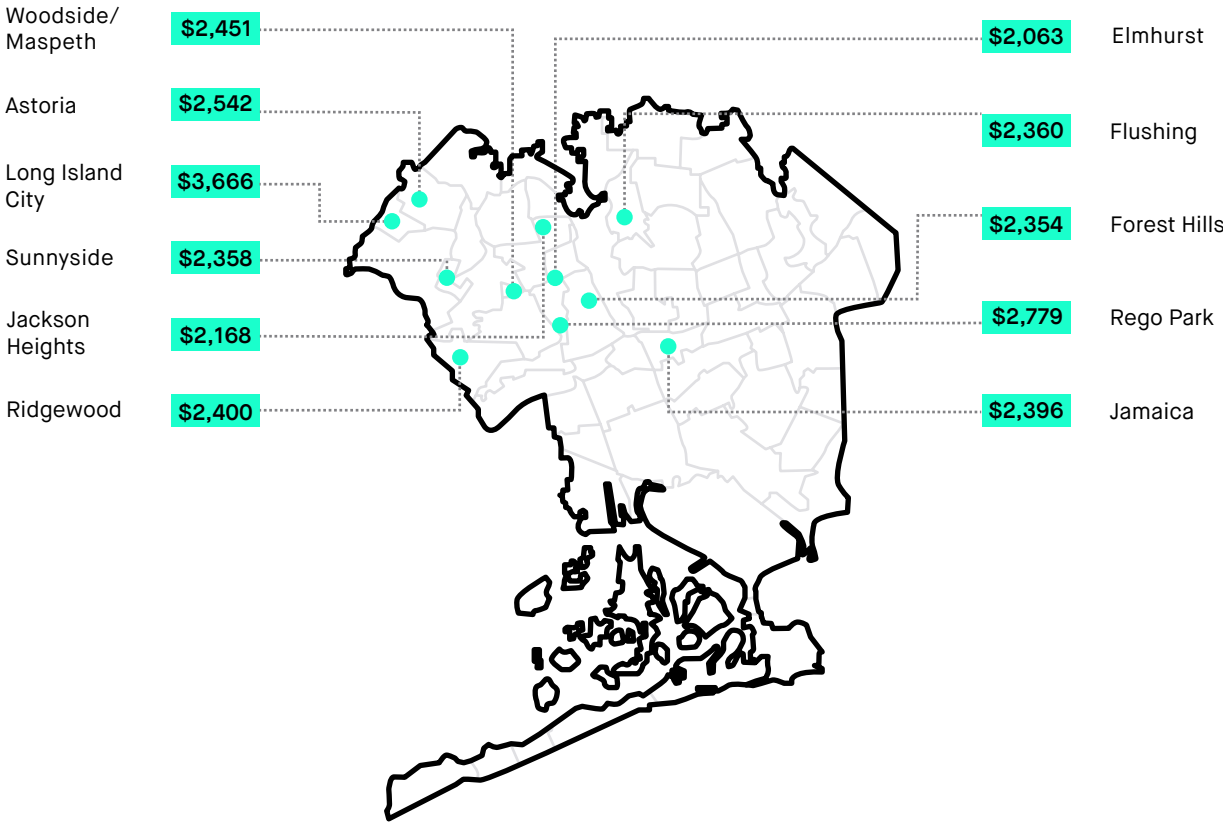 Woodside/
Maspeth
$2,451
Astoria
$2,542
Long Island
City
$3,666
Sunnyside
$2,358
Jackson
Heights
$2,168
Ridgewood
$2,400
$2,063
Elmhurst
$2,360
Flushing
$2,354
Forest Hills
$2,779
Rego Park
$2,396
Jamaica